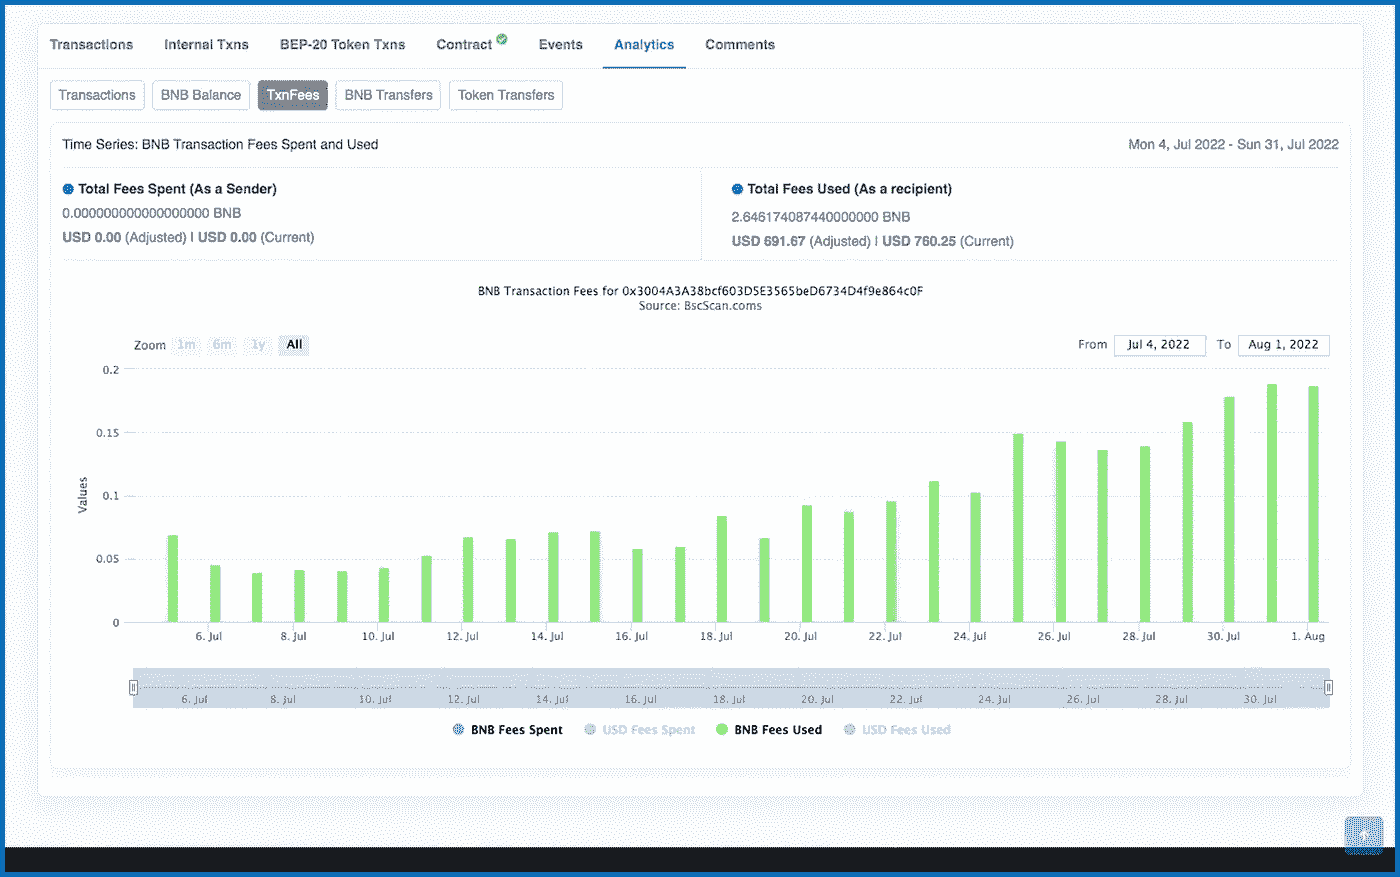 Transactions Internal Txns BEP-20 Token Txns Contract Events Analytics Comments
Transactions BNB Balance TxnFees BNB Transfers Token Transfers
Time Series: BNB Transaction Fees Spent and Used Mon 4, Jul 2022 - Sun 31, Jul 2022
Total Fees Spent (As a Sender)
0.000000000000000000 BNB
USD 0.00 (Adjusted) | USD 0.00 (Current)
Total Fees Used (As a recipient)
2.646174087440000000 BNB
USD 691.67 (Adjusted) | USD 760.25 (Current)
BNB Transaction Fees for 0x3004A3A38bcf603D5E3565beD6734D4f9e864c0F
Source: BscScan.coms
Zoom 1m 6m 1y All From Jul 4, 2022 To Aug 1, 2022
0.2
0.15
0.1
0.05
0
Values
6. Jul 8. Jul 10. Jul 12. Jul 14. Jul 16. Jul 18. Jul 20. Jul 22. Jul 24. Jul 26. Jul 28. Jul 30. Jul 1. Aug
6. Jul 8. Jul 10. Jul 12. Jul 14. Jul 16. Jul 18. Jul 20. Jul 22. Jul 24. Jul 26. Jul 28. Jul 30. Jul
BNB Fees Spent USD Fees Spent BNB Fees Used USD Fees Used